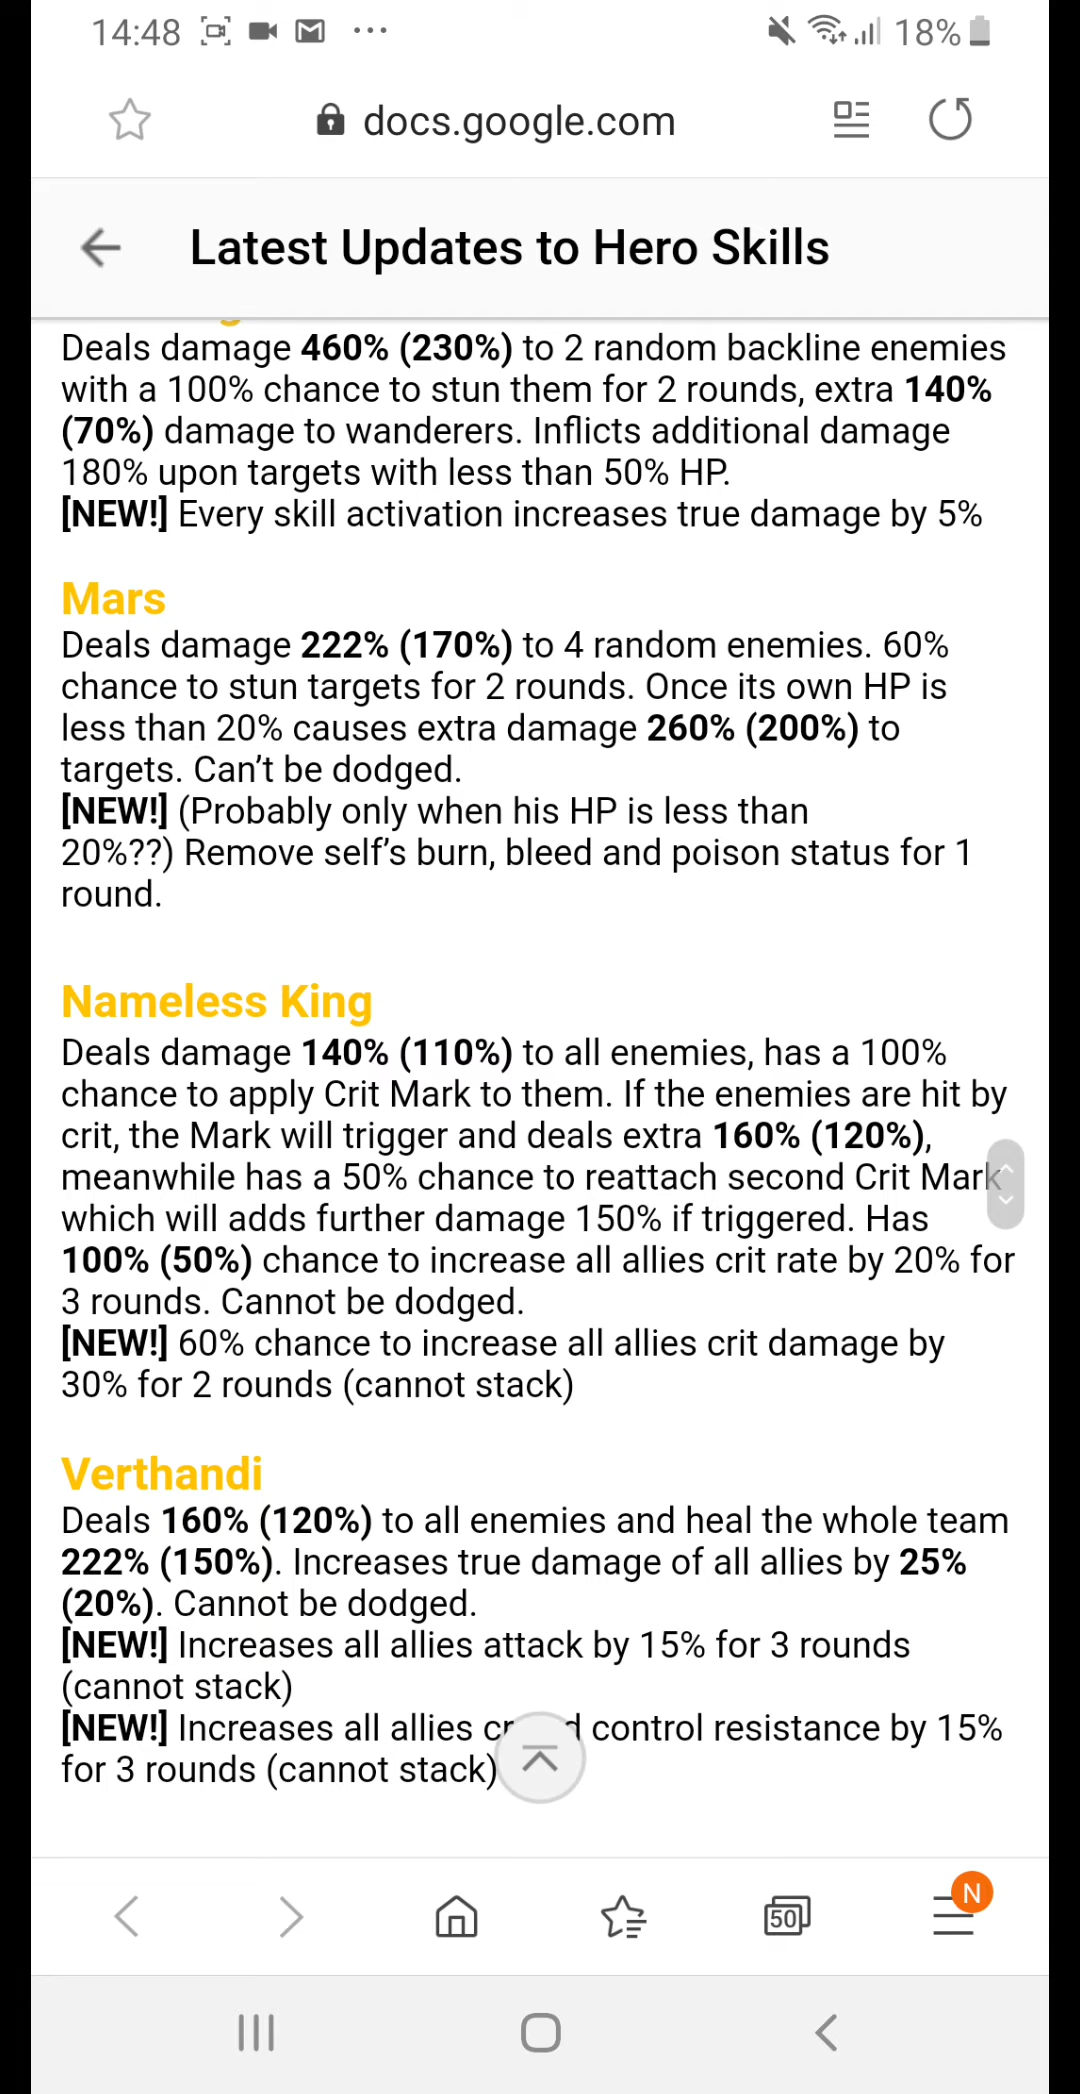 14:48
18%
docs.google.com
Latest Updates to Hero Skills
Deals damage 460% (230%) to 2 random backline enemies
with a 100% chance to stun them for 2 rounds, extra 140%
(70%) damage to wanderers. Inflicts additional damage
180% upon targets with less than 50% HP.
[NEW!] Every skill activation increases true damage by 5%
Mars
Deals damage 222% (170%) to 4 random enemies. 60%
chance to stun targets for 2 rounds. Once its own HP is
less than 20% causes extra damage 260% (200%) to
targets. Can’t be dodged.
[NEW!] (Probably only when his HP is less than
20%??) Remove self’s burn, bleed and poison status for 1
round.
Nameless King
Deals damage 140% (110%) to all enemies, has a 100%
chance to apply Crit Mark to them. If the enemies are hit by
crit, the Mark will trigger and deals extra 160% (120%),
meanwhile has a 50% chance to reattach second Crit Mark
which will adds further damage 150% if triggered. Has
100% (50%) chance to increase all allies crit rate by 20% for
3 rounds. Cannot be dodged.
[NEW!] 60% chance to increase all allies crit damage by
30% for 2 rounds (cannot stack)
Verthandi
Deals 160% (120%) to all enemies and heal the whole team
222% (150%). Increases true damage of all allies by 25%
(20%). Cannot be dodged.
[NEW!] Increases all allies attack by 15% for 3 rounds
(cannot stack)
[NEW!] Increases all allies control resistance by 15%
for 3 rounds (cannot stack)
N
50